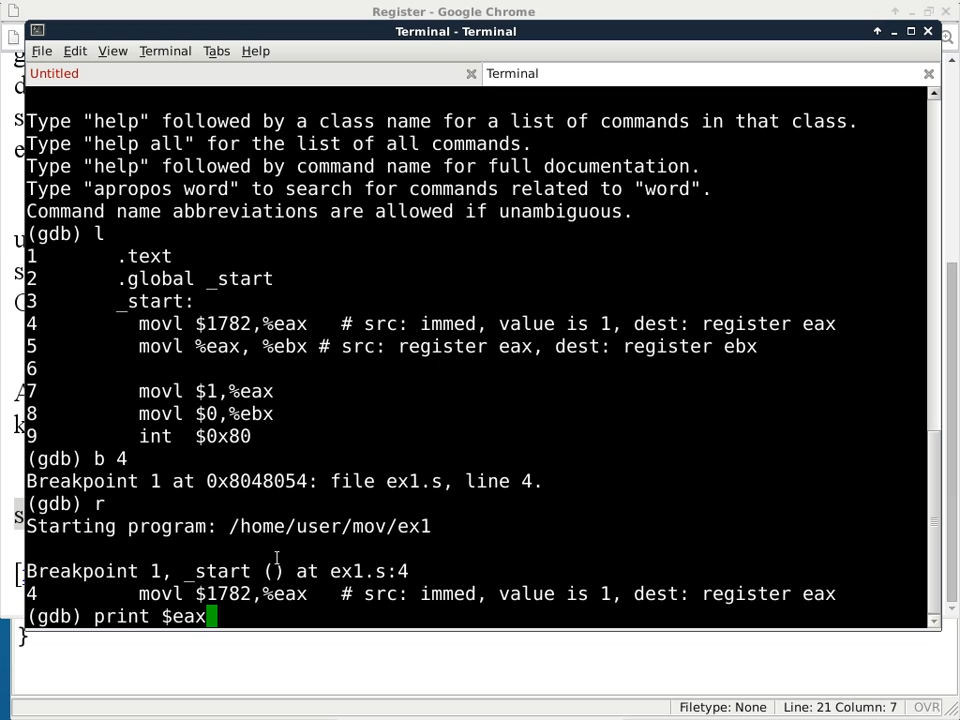 Register - Google Chrome
Terminal - Terminal
File Edit View Terminal Tabs Help
Untitled Terminal
Type "help" followed by a class name for a list of commands in that class.
Type "help all" for the list of all commands.
Type "help" followed by command name for full documentation.
Type "apropos word" to search for commands related to "word".
Command name abbreviations are allowed if unambiguous.
(gdb) l
1 .text
2 .global _start
3 _start:
4 movl $1782,%eax # src: immed, value is 1, dest: register eax
5 movl %eax, %ebx # src: register eax, dest: register ebx
6
7 movl $1,%eax
8 movl $0,%ebx
9 int $0x80
(gdb) b 4
Breakpoint 1 at 0x8048054: file ex1.s, line 4.
(gdb) r
Starting program: /home/user/mov/ex1
Breakpoint 1, _start () at ex1.s:4
4 movl $1782,%eax # src: immed, value is 1, dest: register eax
(gdb) print $eax
}
Filetype: None Line: 21 Column: 7 OVR